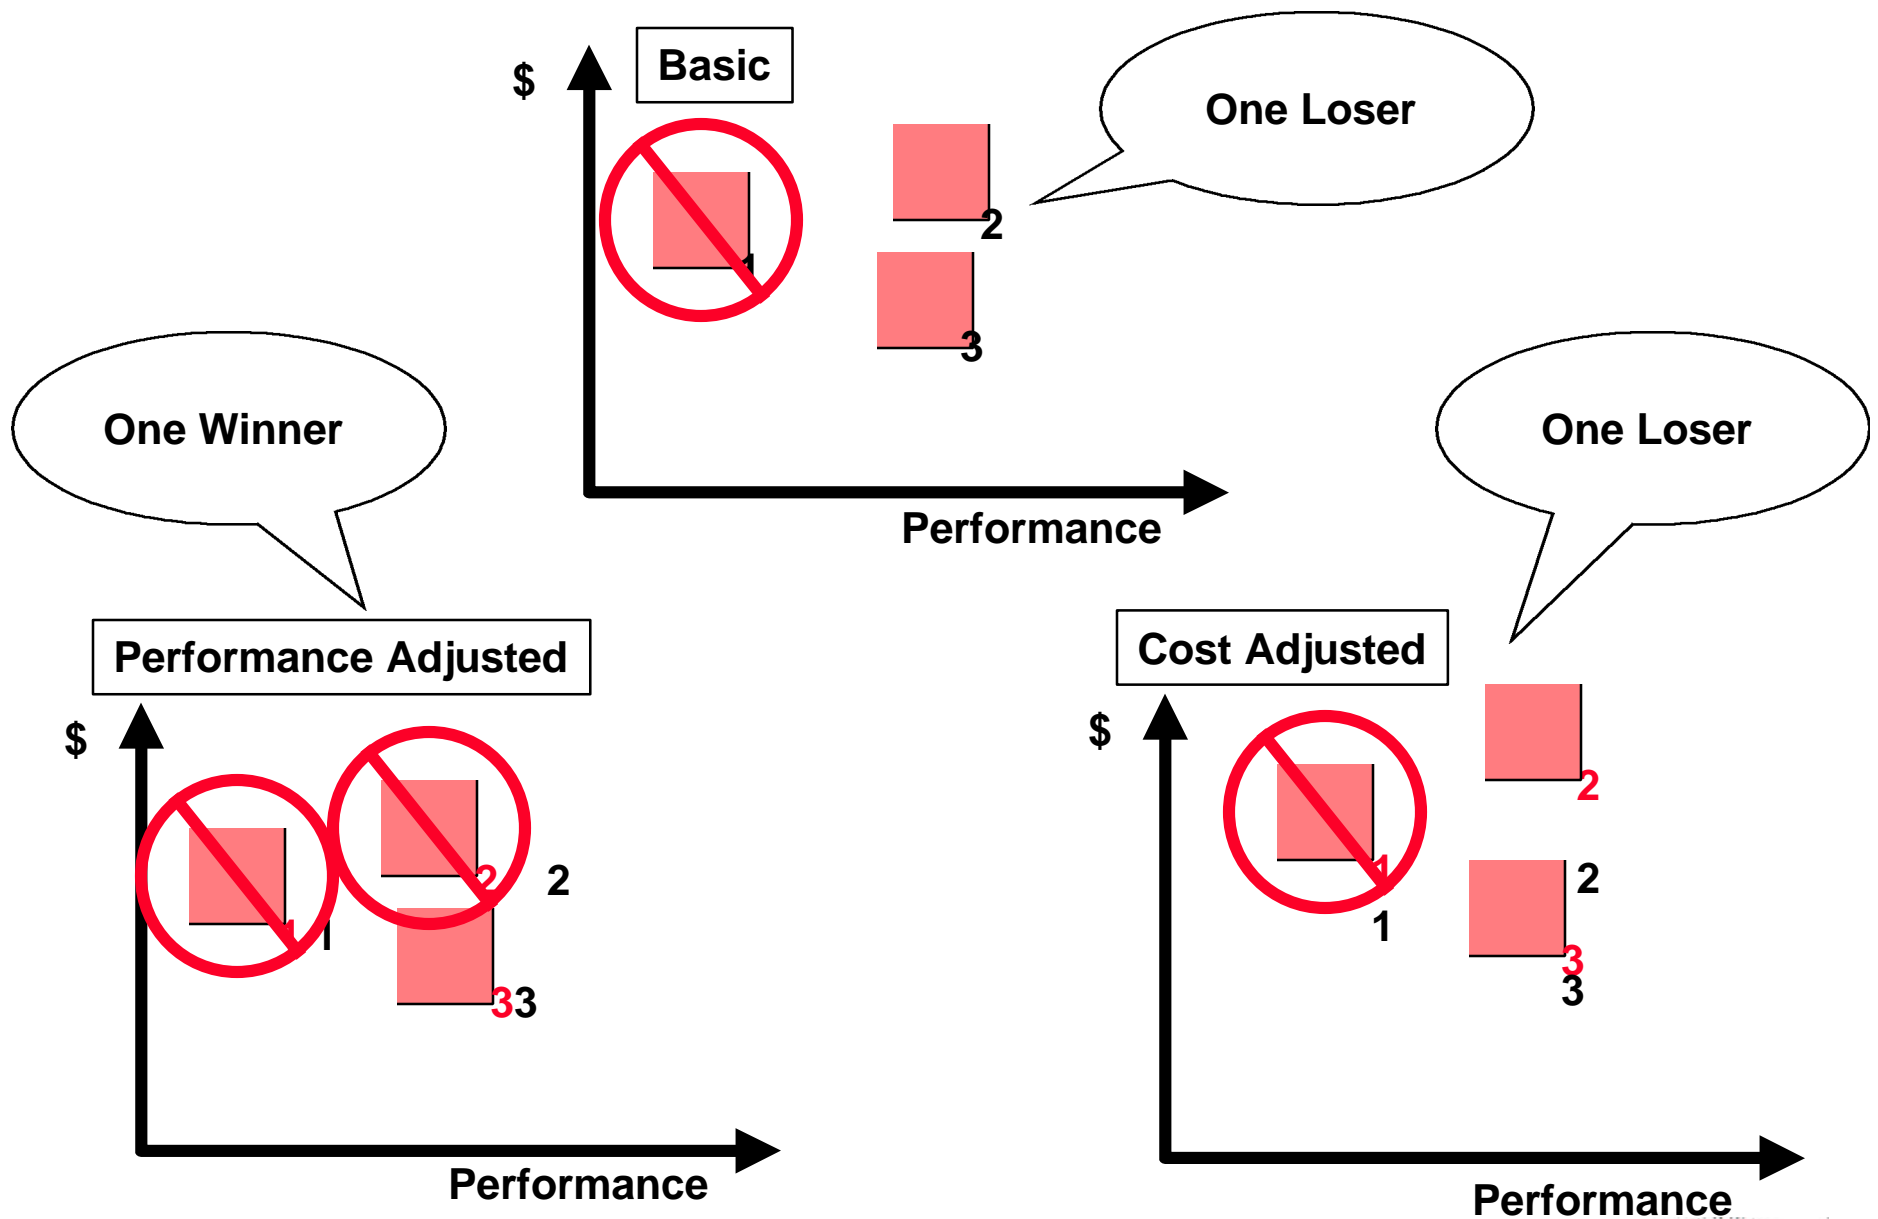 $
Basic
One Loser
1
2
3
Performance
One Winner
One Loser
Performance Adjusted
$
1
2
2
33
Performance
Cost Adjusted
$
2
1
2
1
3
3
Performance